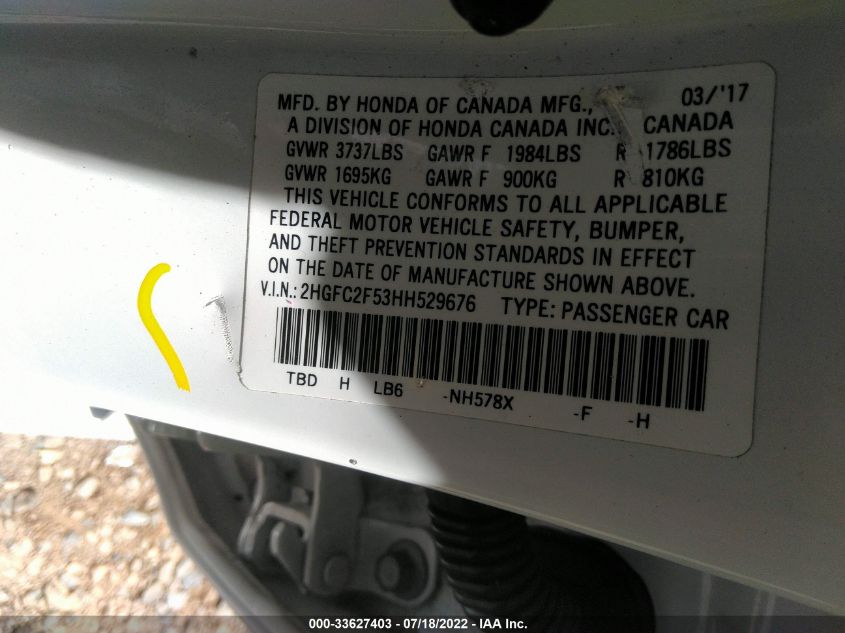 03/'17
MFD. BY HONDA OF CANADA MFG.,
A DIVISION OF HONDA CANADA INC. CANADA
GVWR 3737LBS GAWR F 1984LBS R 1786LBS
GVWR 1695KG GAWR F 900KG R 810KG
THIS VEHICLE CONFORMS TO ALL APPLICABLE
FEDERAL MOTOR VEHICLE SAFETY, BUMPER,
AND THEFT PREVENTION STANDARDS IN EFFECT
ON THE DATE OF MANUFACTURE SHOWN ABOVE.
V.I.N.: 2HGFC2F53HH529676 TYPE: PASSENGER CAR
TBD H LB6 -NH578X -F -H
000-33627403 - 07/18/2022 - IAA Inc.